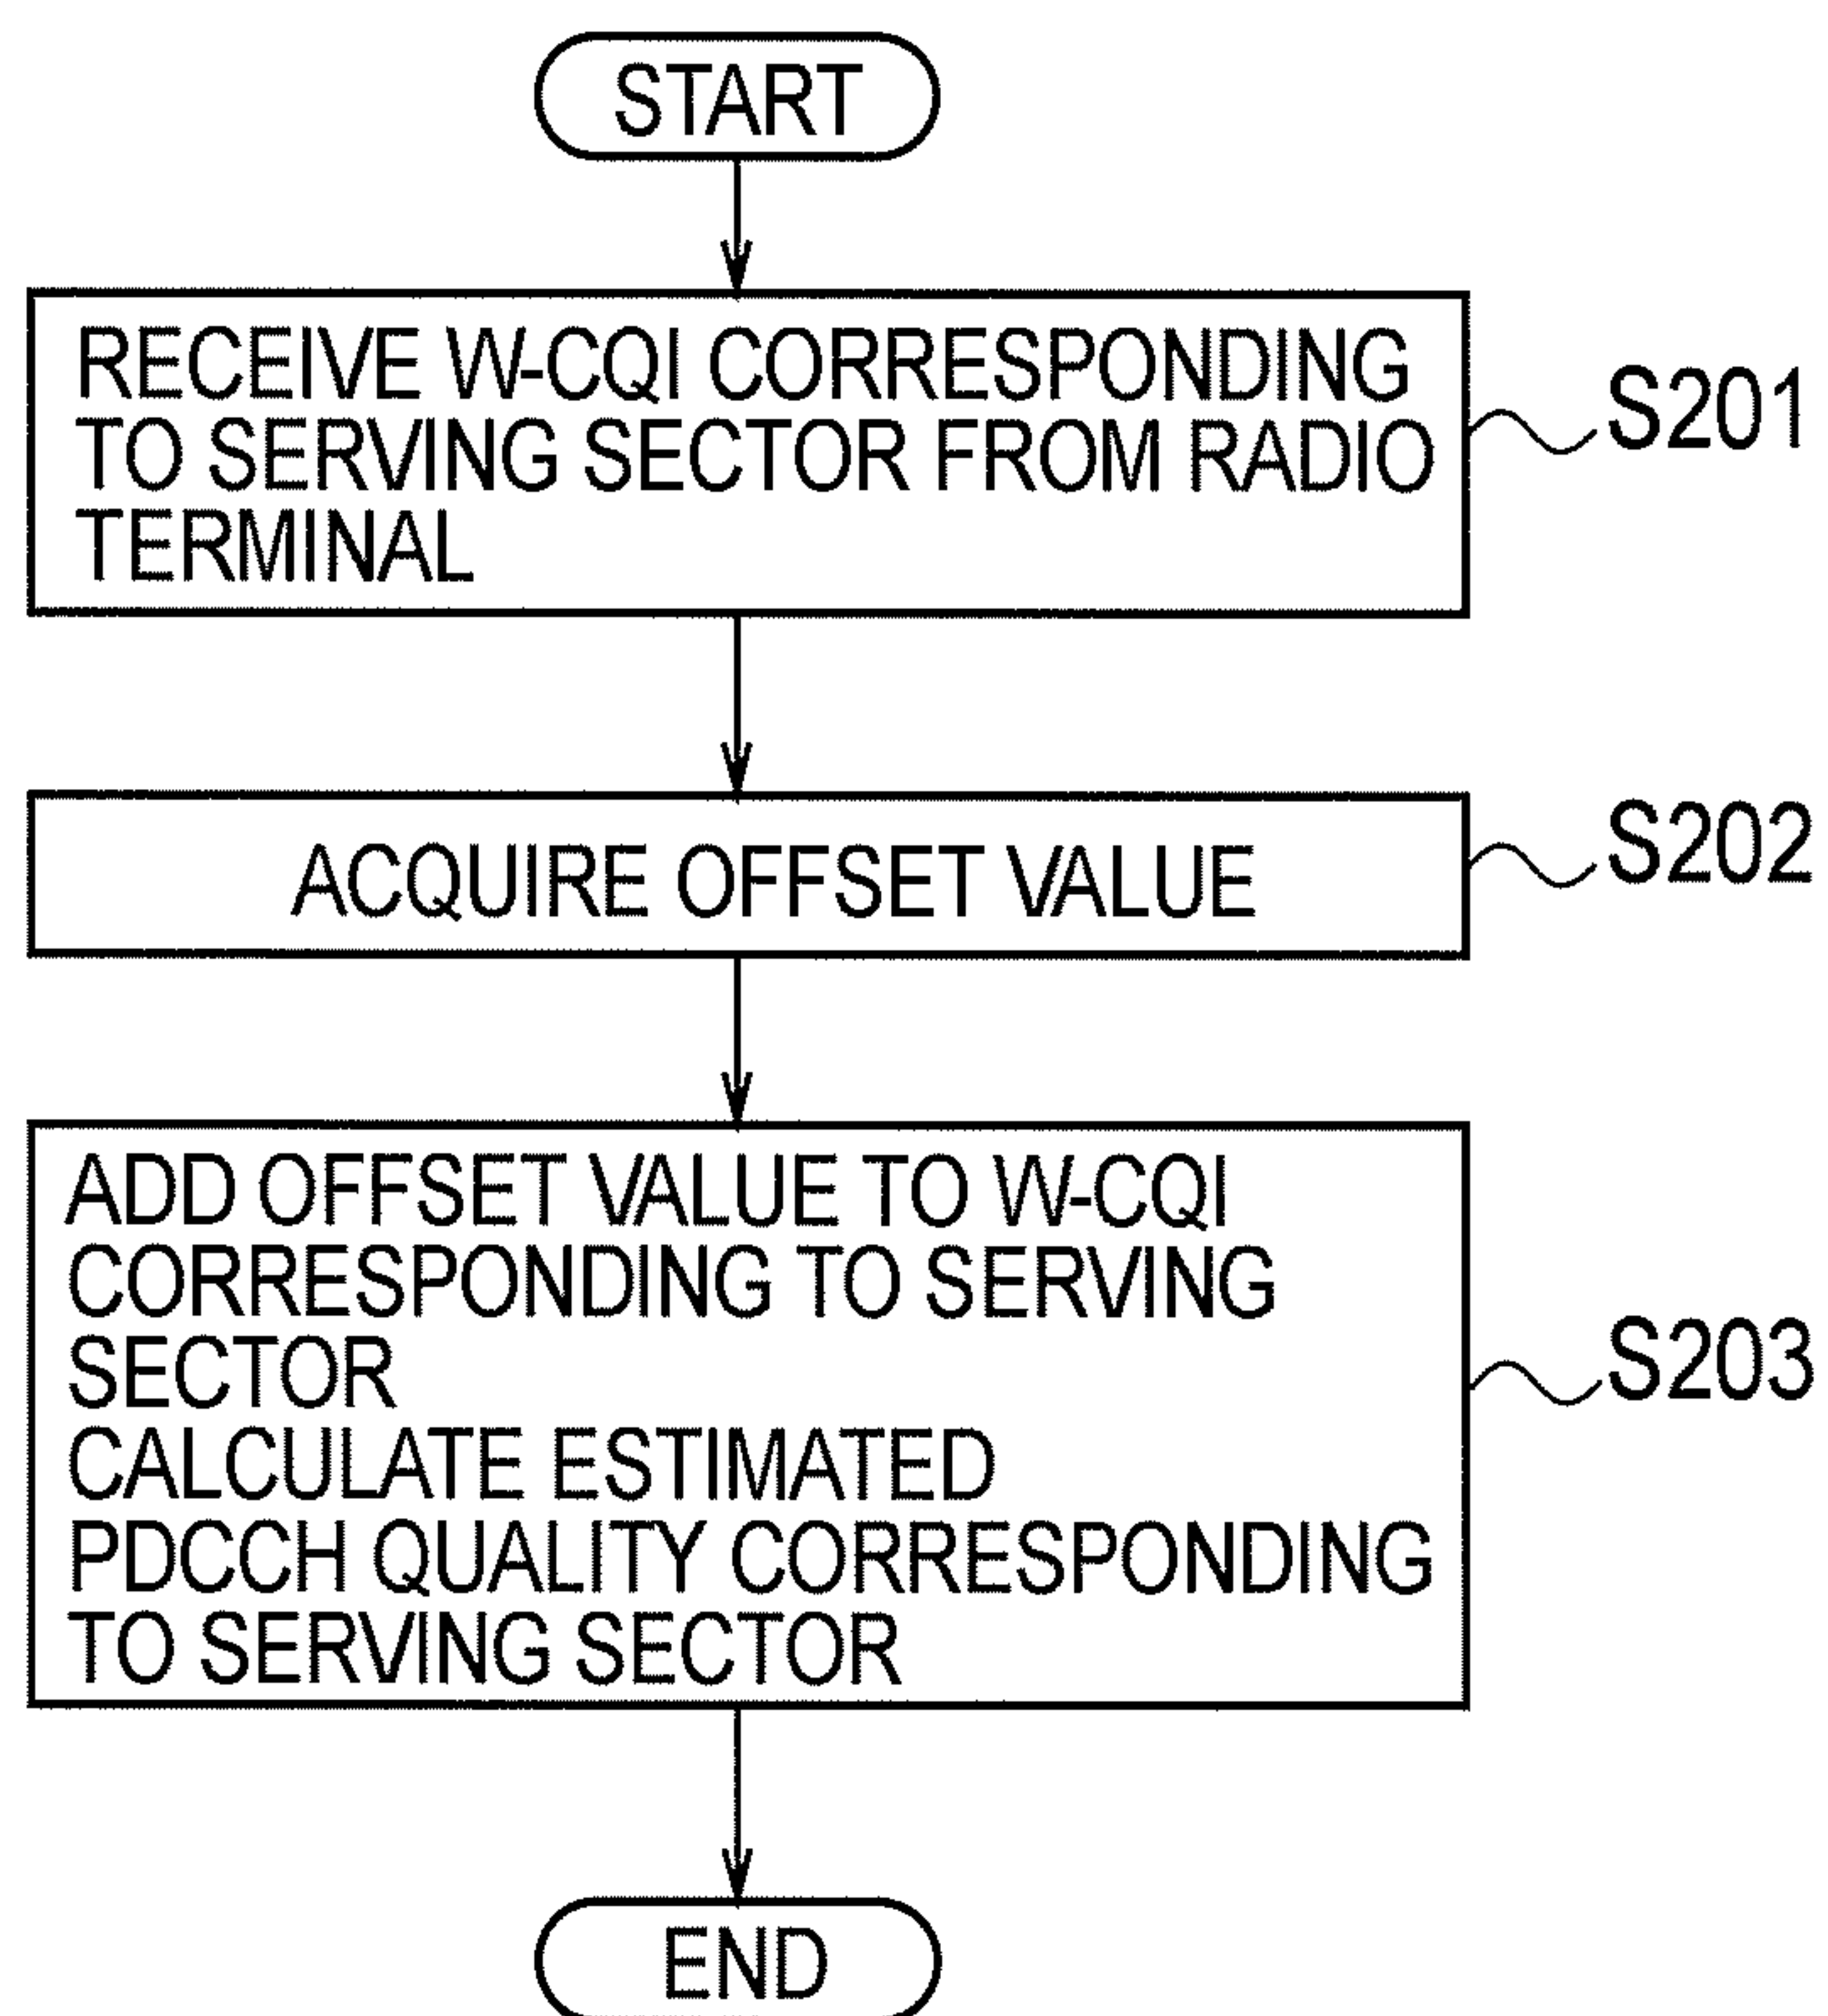 START
RECEIVE W-CQI CORRESPONDING
TO SERVING SECTOR FROM RADIO
TERMINAL
S201
ACQUIRE OFFSET VALUE
S202
ADD OFFSET VALUE TO W-CQI
CORRESPONDING TO SERVING
SECTOR
CALCULATE ESTIMATED
PDCCH QUALITY CORRESPONDING
TO SERVING SECTOR
S203
END